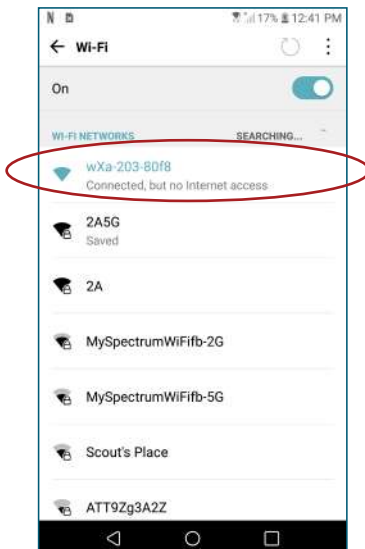 17% 12:41 PM
Wi-Fi
On
WI-FI NETWORKS SEARCHING...
wXa-203-80f8
Connected, but no Internet access
2A5G
Saved
2A
MySpectrumWiFifb-2G
MySpectrumWiFifb-5G
Scout's Place
ATT9Zg3A2Z